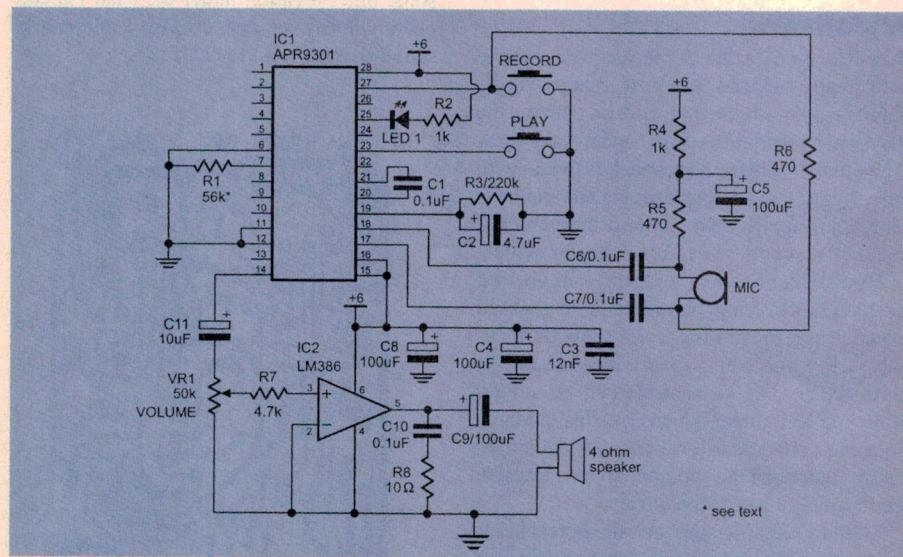 IC1
APR9301
1
2
3
4
5
6
7
8
9
10
11
12
13
14
28
27
26
25
24
23
22
21
20
19
18
17
16
15
+6
RECORD
LED 1
R2
1k
PLAY
R1
56k*
C1
0.1uF
R3/220k
C2
+
4.7uF
+6
R4
1k
R6
470
+
C5
100uF
R5
470
C6/0.1uF
MIC
C7/0.1uF
C11
10uF
+
+6
IC2
LM386
C8
100uF
+
C4
100uF
+
C3
12nF
VR1
50k
VOLUME
R7
4.7k
3
+
2
−
6
5
4
C10
0.1uF
+
C9/100uF
R8
10Ω
4 ohm
speaker
* see text